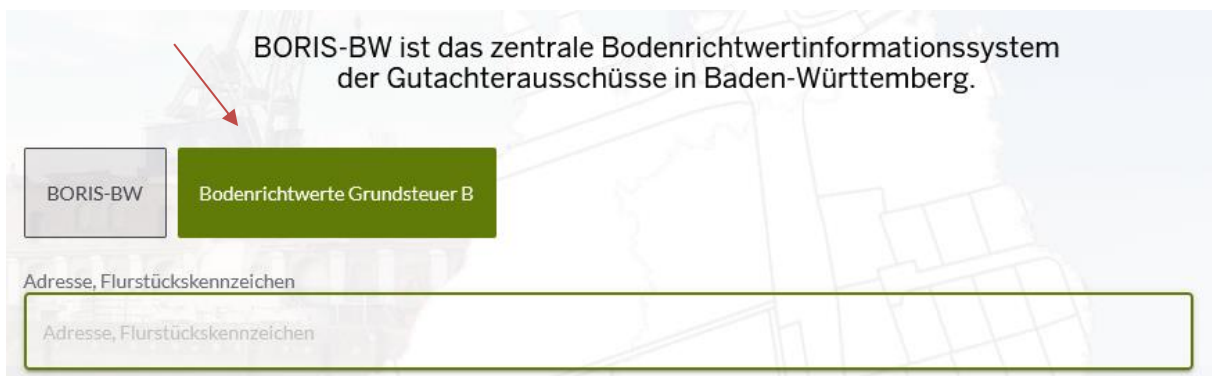 BORIS-BW ist das zentrale Bodenrichtwertinformationssystem
der Gutachterausschüsse in Baden-Württemberg.
BORIS-BW
Bodenrichtwerte Grundsteuer B
Adresse, Flurstückskennzeichen
Adresse, Flurstückskennzeichen